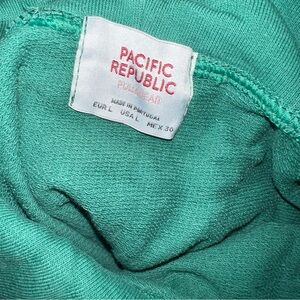 PACIFIC
REPUBLIC
PULL&BEAR
MADE IN PORTUGAL
EUR L USA L MEX 30